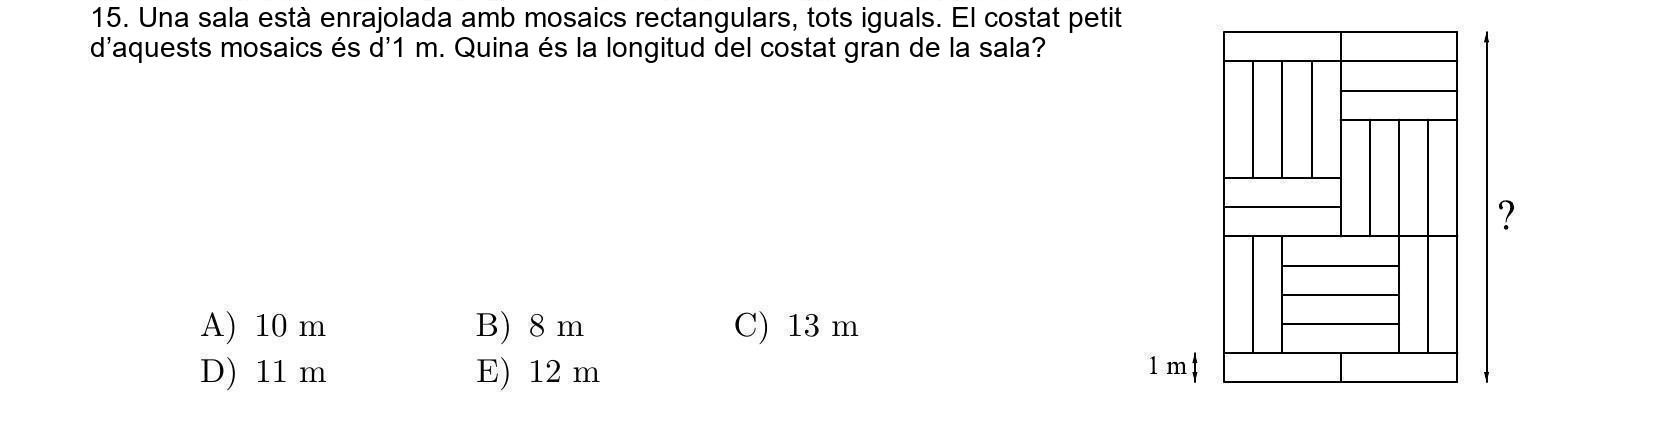 15. Una sala està enrajolada amb mosaics rectangulars, tots iguals. El costat petit
d’aquests mosaics és d’1 m. Quina és la longitud del costat gran de la sala?
?
A) 10 m B) 8 m C) 13 m
D) 11 m E) 12 m
1 m